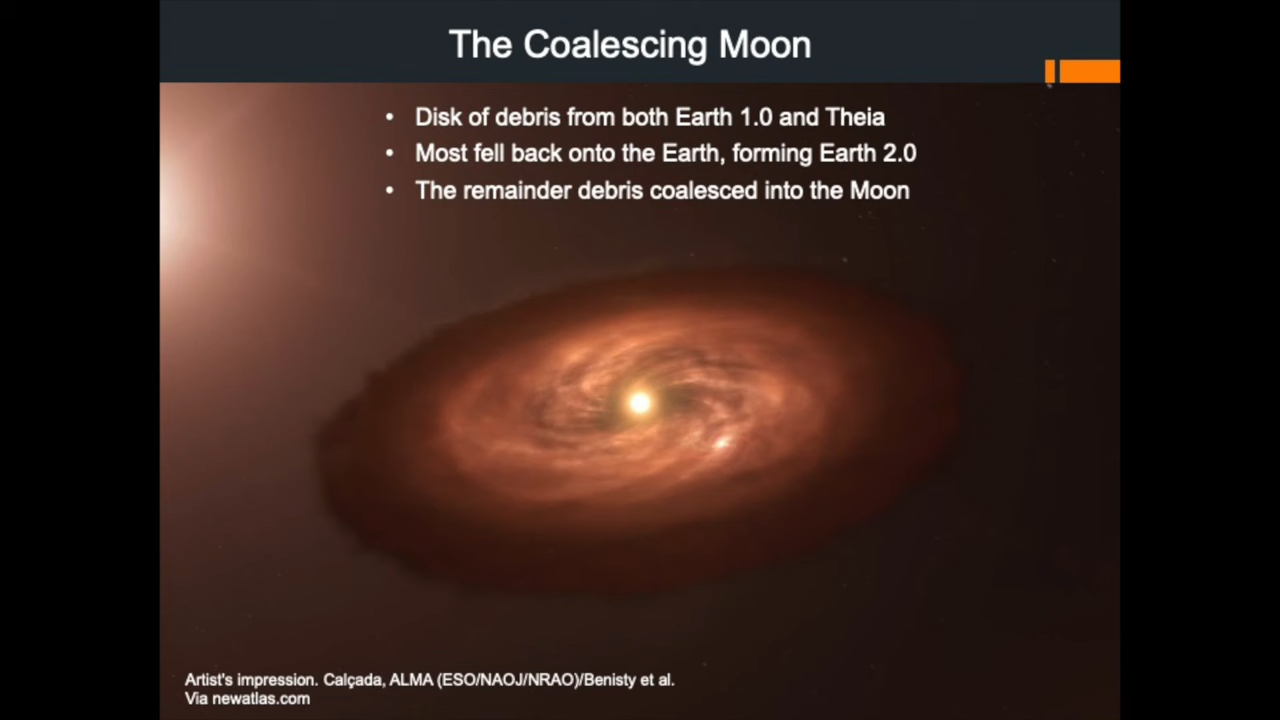 The Coalescing Moon
• Disk of debris from both Earth 1.0 and Theia
• Most fell back onto the Earth, forming Earth 2.0
• The remainder debris coalesced into the Moon
Artist's impression. Calçada, ALMA (ESO/NAOJ/NRAO)/Benisty et al.
Via newatlas.com